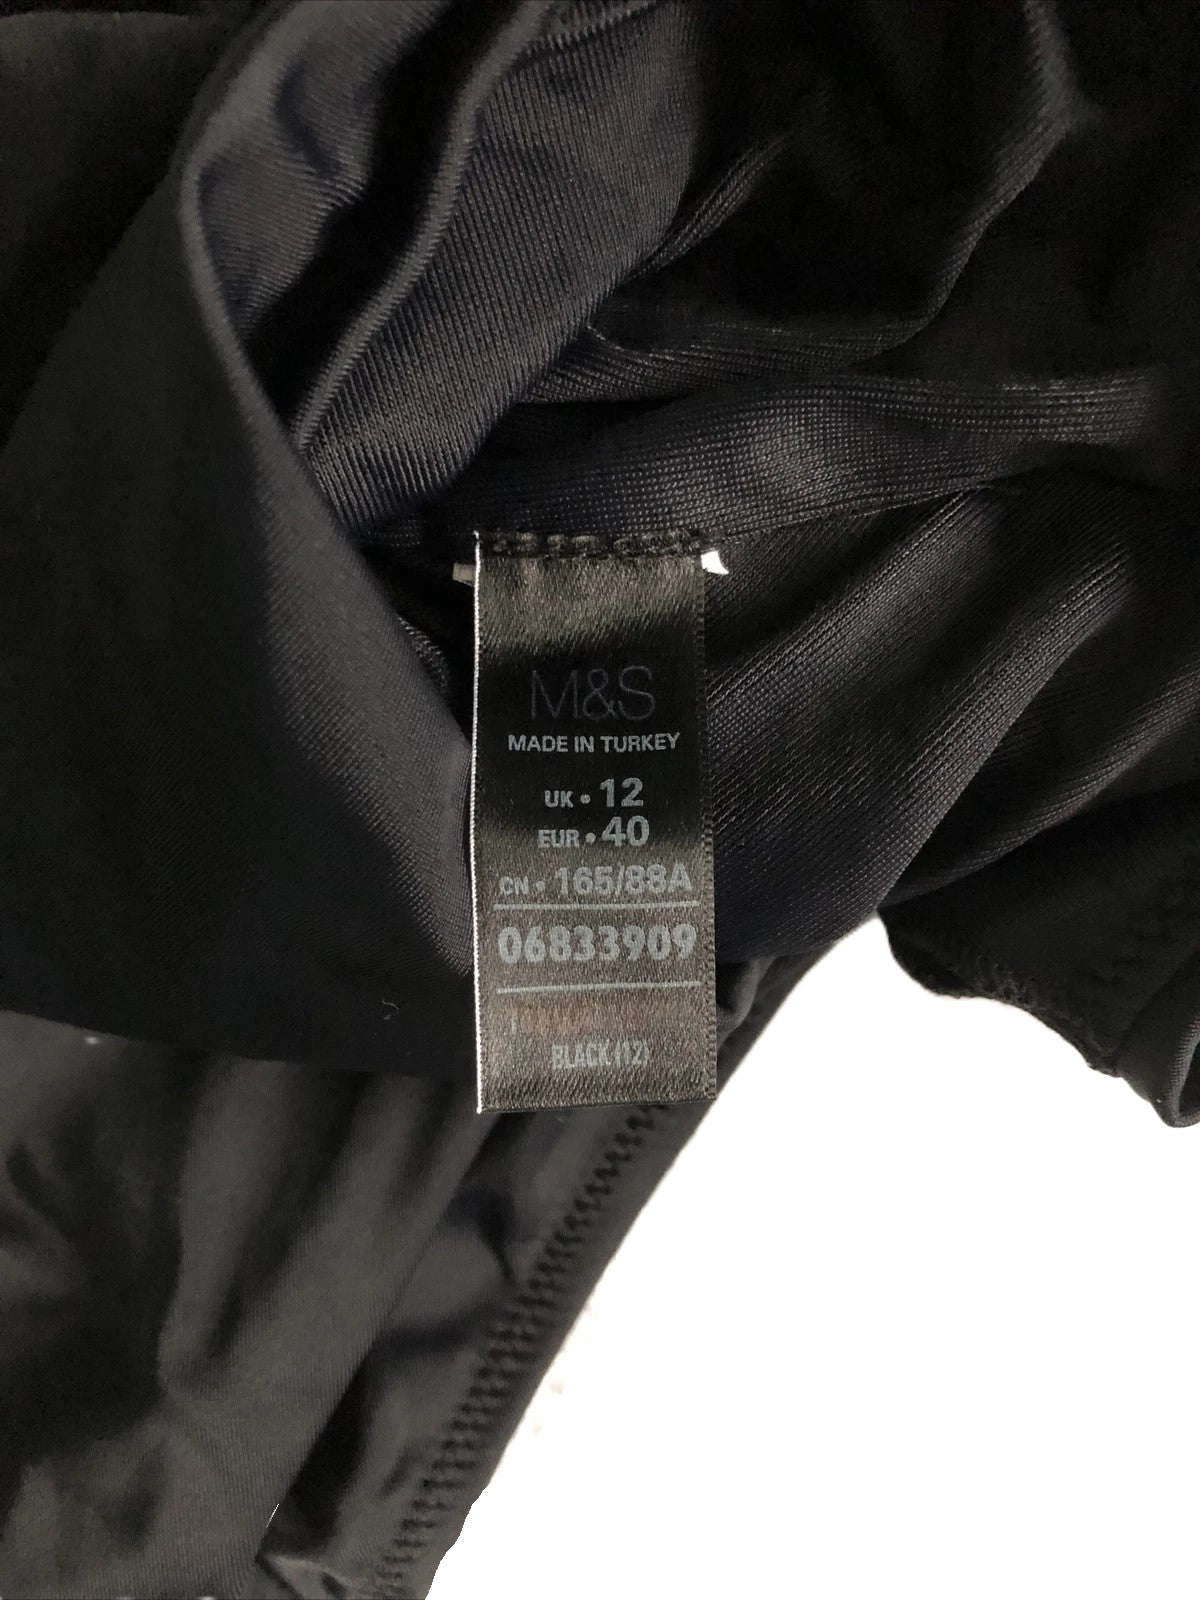 M&S
MADE IN TURKEY
UK • 12
EUR • 40
CN • 165/88A
06833909
BLACK (12)